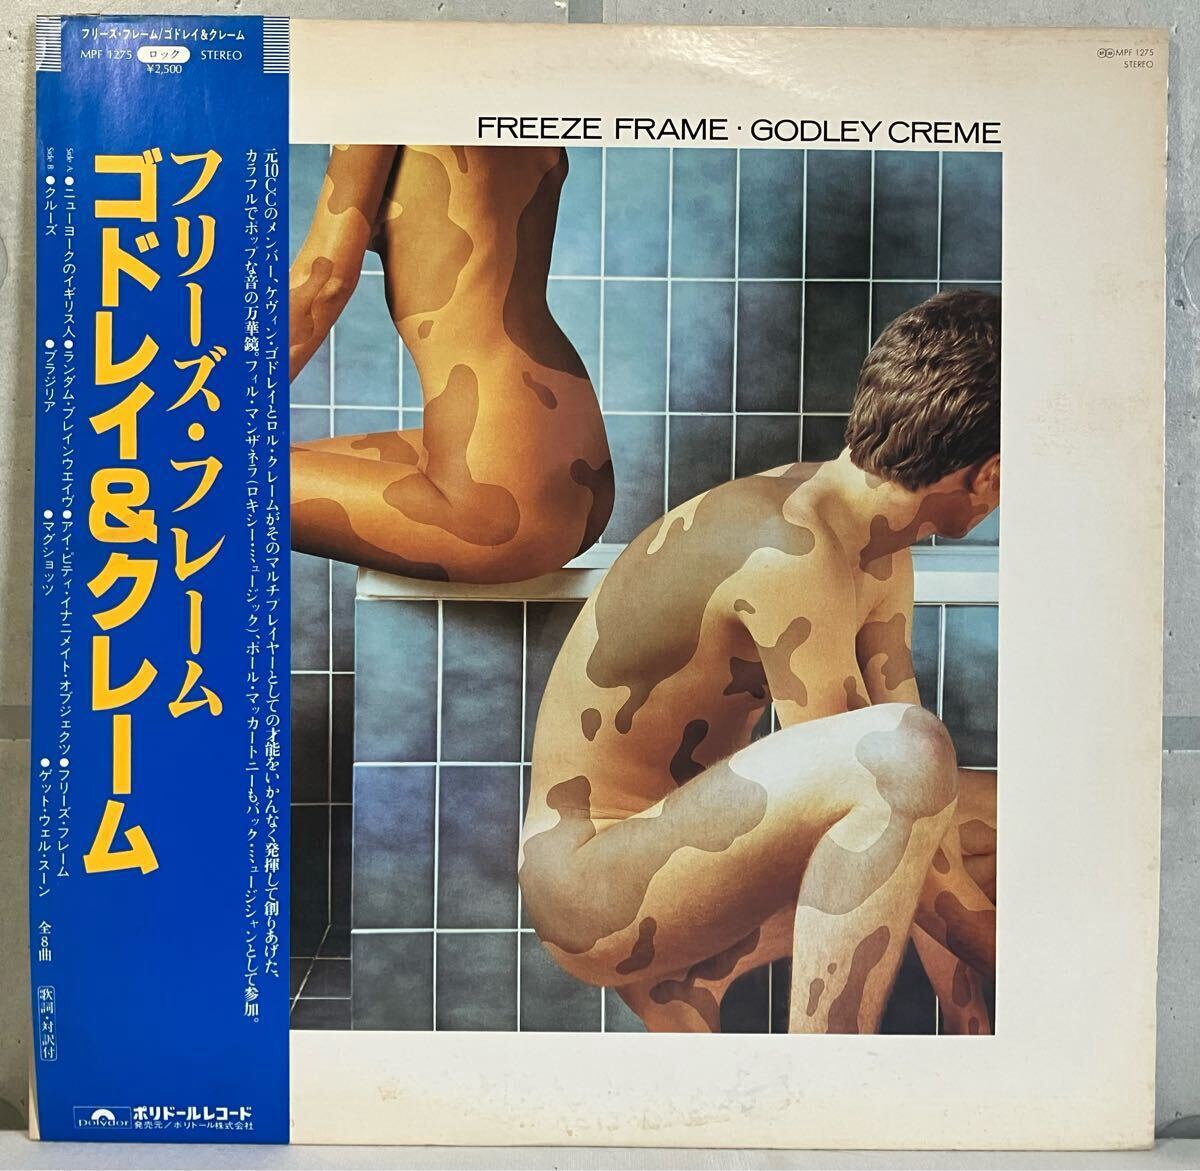 フリーズ・フレーム/ゴドレイ&クレーム
MPF 1275 ロック STEREO
¥2,500
フリーズ・フレーム
ゴドレイ&クレーム
元10CCのメンバー、ケヴィン・ゴドレイとロル・クレームがそのマルチプレイヤーとしての才能をいかんなく発揮して創りあげた、
カラフルでポップな音の万華鏡。フィル・マンザネラ(ロキシー・ミュージック)、ポール・マッカートニーもバック・ミュージシャンとして参加。
Side A: ●ニューヨークのイギリス人 ●ランダム・ブレインウエイヴ ●アイ・ピティ・イナニメイト・オブジェクツ ●フリーズ・フレーム
Side B ●クルーズ ●ブラジリア ●マグショッツ ●ゲット・ウェル・スーン 全8曲 歌詞・対訳付
polydor ポリドールレコード
発売元/ポリドール株式会社
MPF 1275
STEREO
FREEZE FRAME · GODLEY CREME